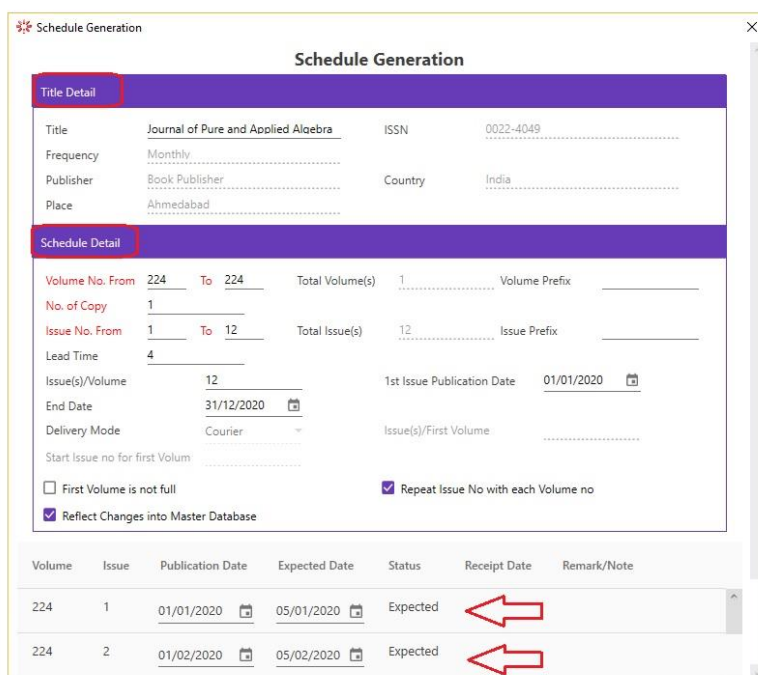 Schedule Generation
Schedule Generation
Title Detail
Title Journal of Pure and Applied Algebra ISSN 0022-4049
Frequency Monthly
Publisher Book Publisher Country India
Place Ahmedabad
Schedule Detail
Volume No. From 224 To 224 Total Volume(s) 1 Volume Prefix
No. of Copy 1
Issue No. From 1 To 12 Total Issue(s) 12 Issue Prefix
Lead Time 4
Issue(s)/Volume 12 1st Issue Publication Date 01/01/2020
End Date 31/12/2020
Delivery Mode Courier Issue(s)/First Volume
Start Issue no for first Volum
First Volume is not full Repeat Issue No with each Volume no
Reflect Changes into Master Database
Volume Issue Publication Date Expected Date Status Receipt Date Remark/Note
224 1 01/01/2020 05/01/2020 Expected
224 2 01/02/2020 05/02/2020 Expected